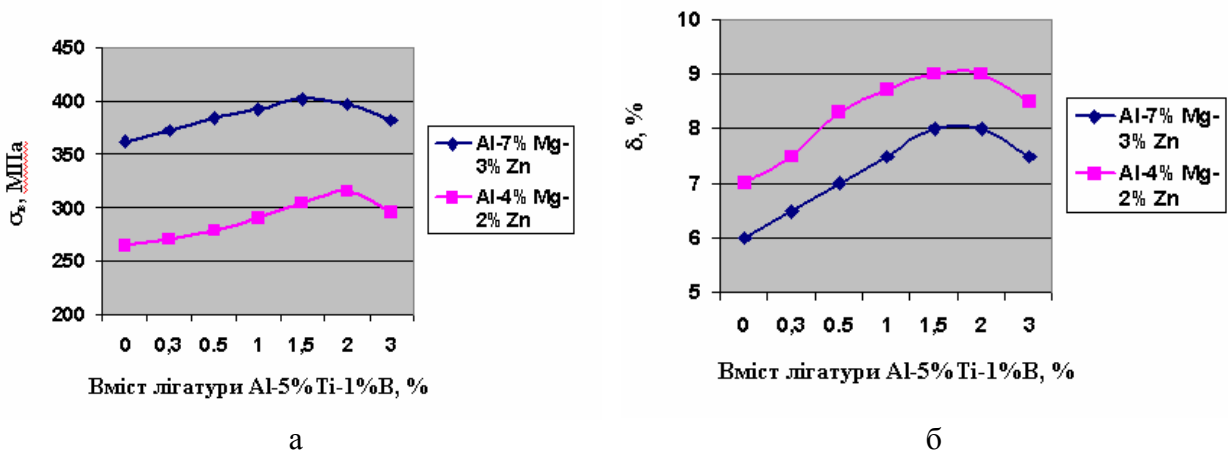 450
400
350
300
250
200
σв, МПа
0 0,3 0.5 1 1,5 2 3
Вміст лігатури Al-5%Ti-1%B, %
Al-7% Mg-
3% Zn
Al-4% Mg-
2% Zn
а
10
9
8
7
6
5
δ, %
0 0,3 0.5 1 1,5 2 3
Вміст лігатури Al-5%Ti-1%B, %
Al-7% Mg-
3% Zn
Al-4% Mg-
2% Zn
б